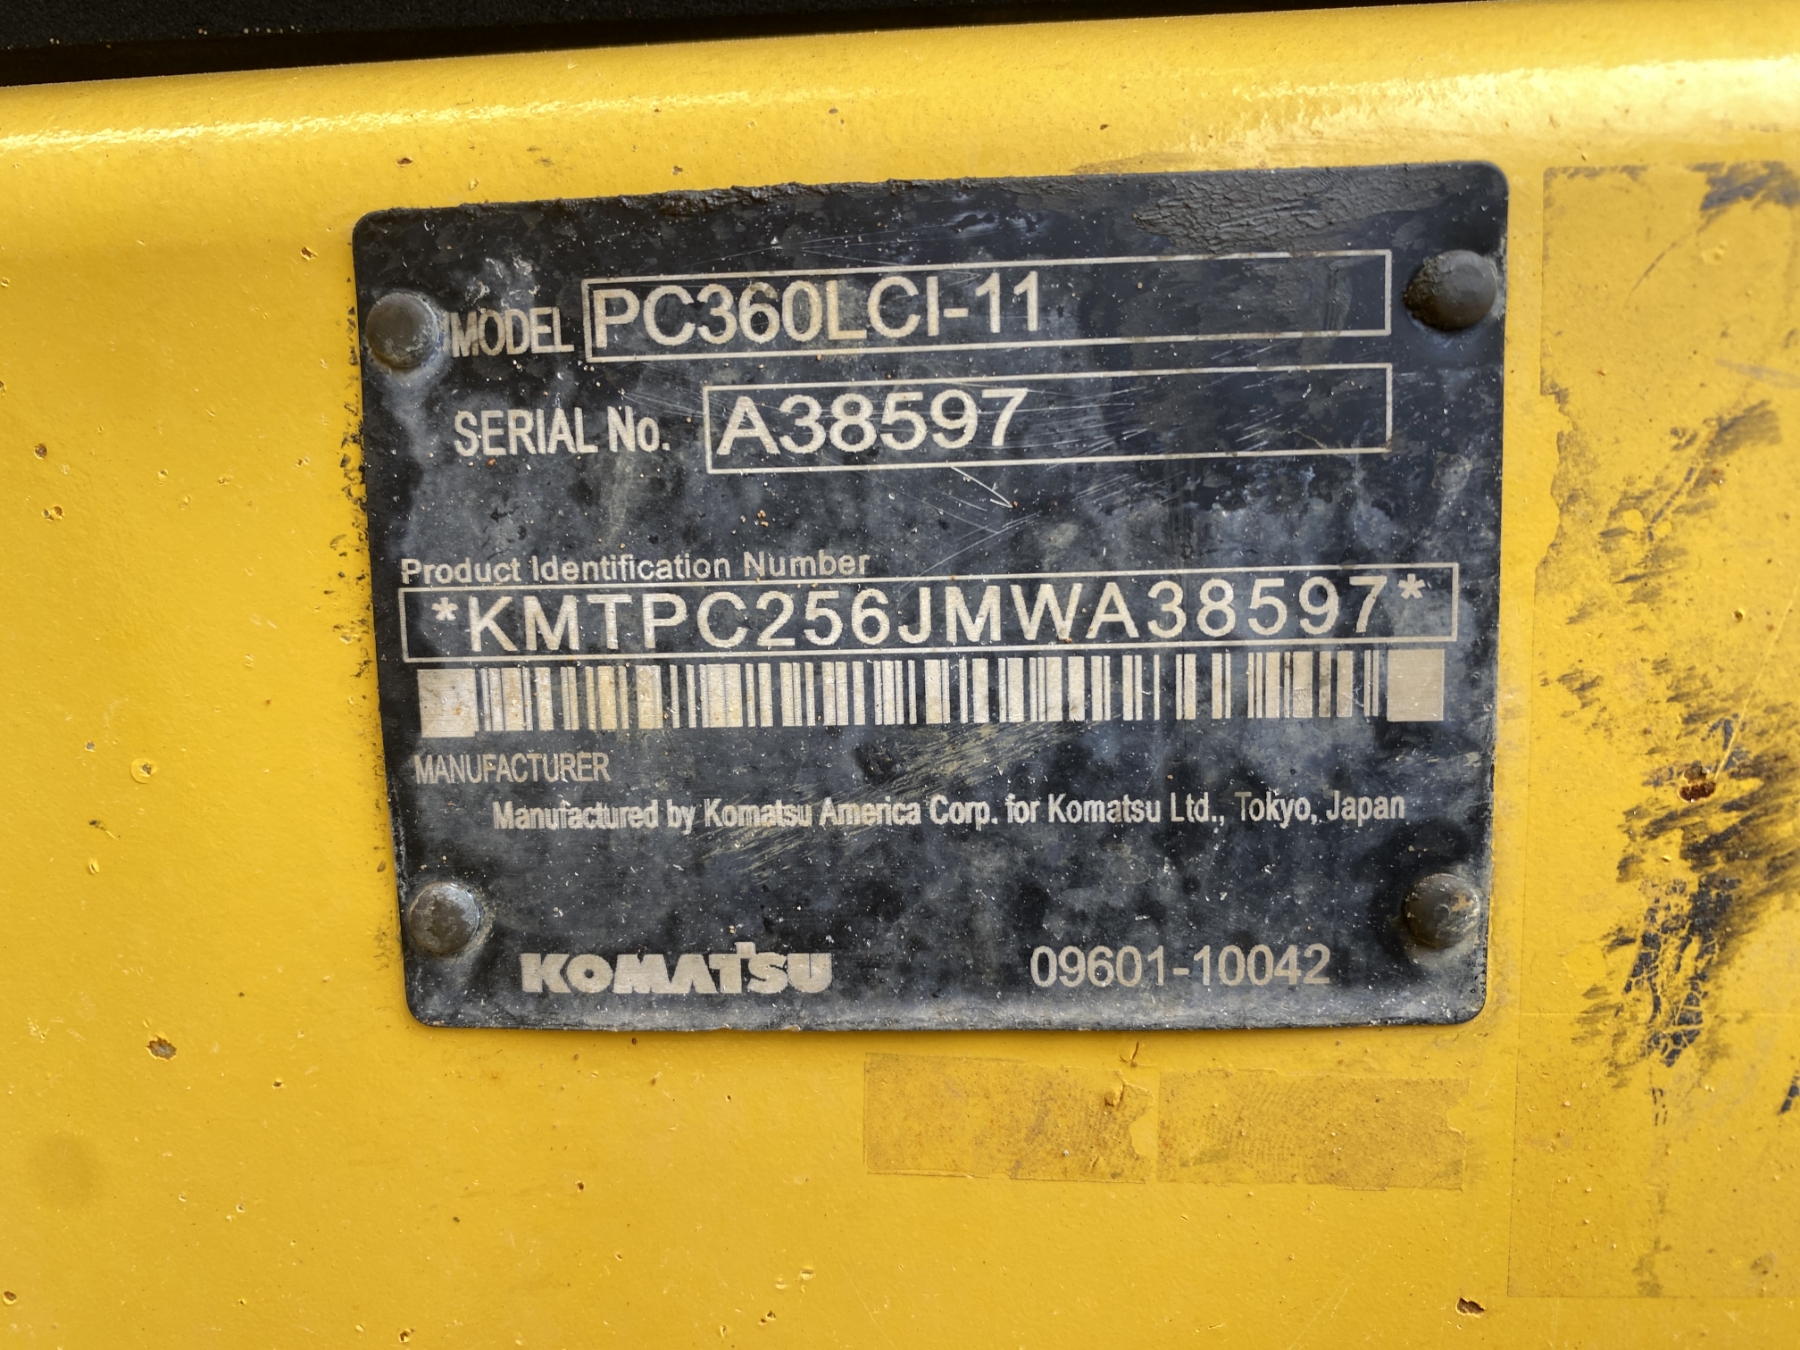 MODEL PC360LCI-11
SERIAL No. A38597
Product Identification Number
*KMTPC256JMWA38597*
MANUFACTURER
Manufactured by Komatsu America Corp. for Komatsu Ltd., Tokyo, Japan
KOMATSU 09601-10042